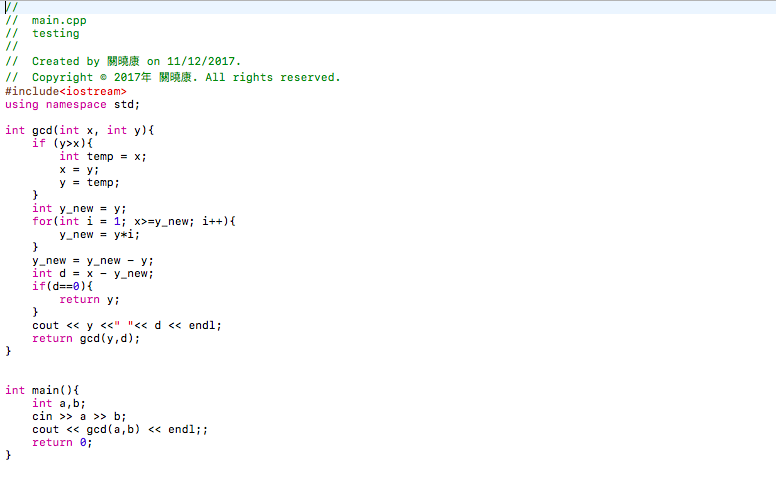 //
//  main.cpp
//  testing
//
//  Created by 關曉康 on 11/12/2017.
//  Copyright © 2017年 關曉康. All rights reserved.
#include<iostream>
using namespace std;

int gcd(int x, int y){
    if (y>x){
        int temp = x;
        x = y;
        y = temp;
    }
    int y_new = y;
    for(int i = 1; x>=y_new; i++){
        y_new = y*i;
    }
    y_new = y_new - y;
    int d = x - y_new;
    if(d==0){
        return y;
    }
    cout << y <<" "<< d << endl;
    return gcd(y,d);
}


int main(){
    int a,b;
    cin >> a >> b;
    cout << gcd(a,b) << endl;;
    return 0;
}